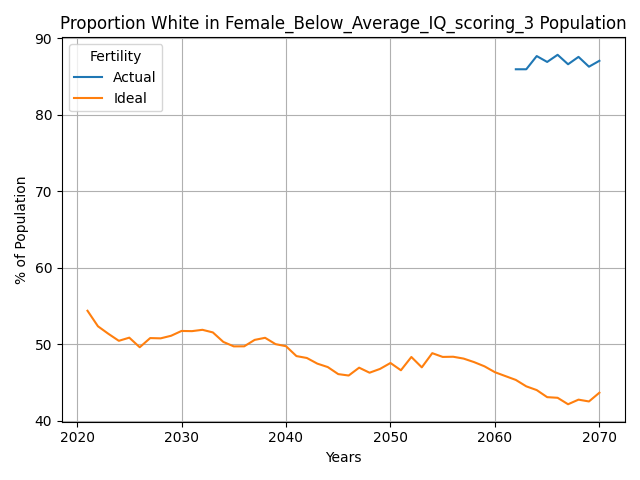 Proportion White in Female_Below_Average_IQ_scoring_3 Population
Fertility
Actual
Ideal
90
80
70
60
50
40
% of Population
2020
2030
2040
2050
2060
2070
Years